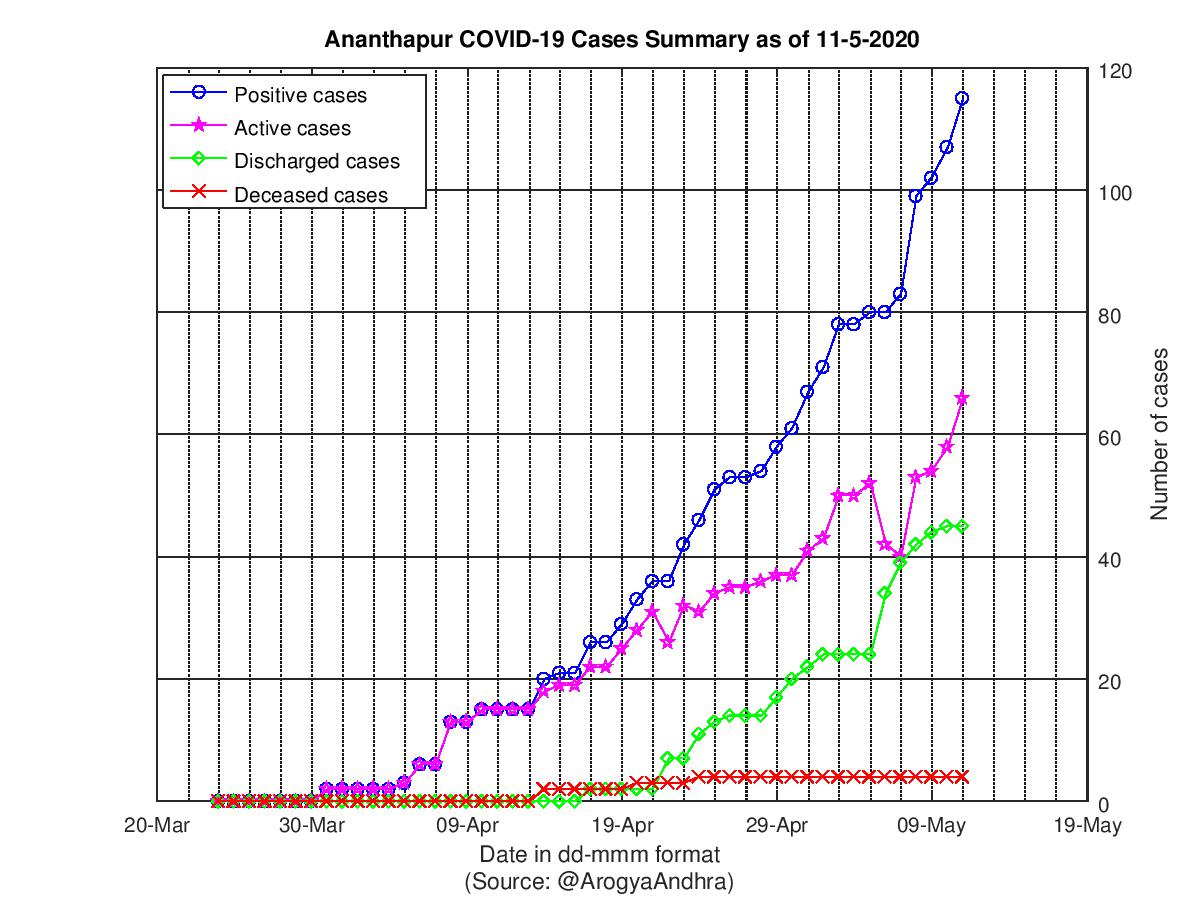 Ananthapur COVID-19 Cases Summary as of 11-5-2020
Positive cases
Active cases
Discharged cases
Deceased cases
120
100
80
60
40
20
0
Number of cases
20-Mar 30-Mar 09-Apr 19-Apr 29-Apr 09-May 19-May
Date in dd-mmm format
(Source: @ArogyaAndhra)